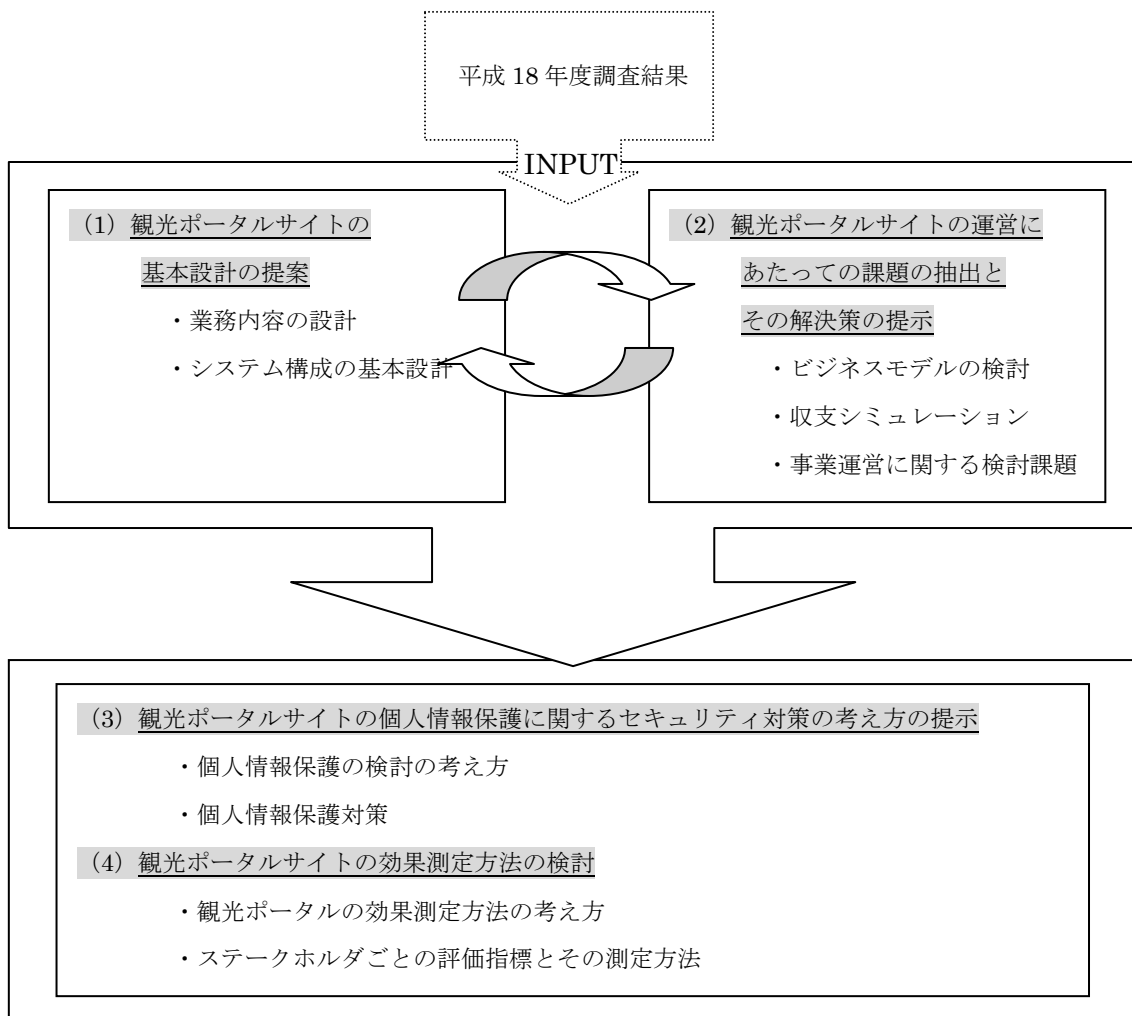 平成 18 年度調査結果
INPUT
(1) 観光ポータルサイトの
基本設計の提案
・業務内容の設計
・システム構成の基本設計
(2) 観光ポータルサイトの運営に
あたっての課題の抽出と
その解決策の提示
・ビジネスモデルの検討
・収支シミュレーション
・事業運営に関する検討課題
(3) 観光ポータルサイトの個人情報保護に関するセキュリティ対策の考え方の提示
・個人情報保護の検討の考え方
・個人情報保護対策
(4) 観光ポータルサイトの効果測定方法の検討
・観光ポータルの効果測定方法の考え方
・ステークホルダごとの評価指標とその測定方法